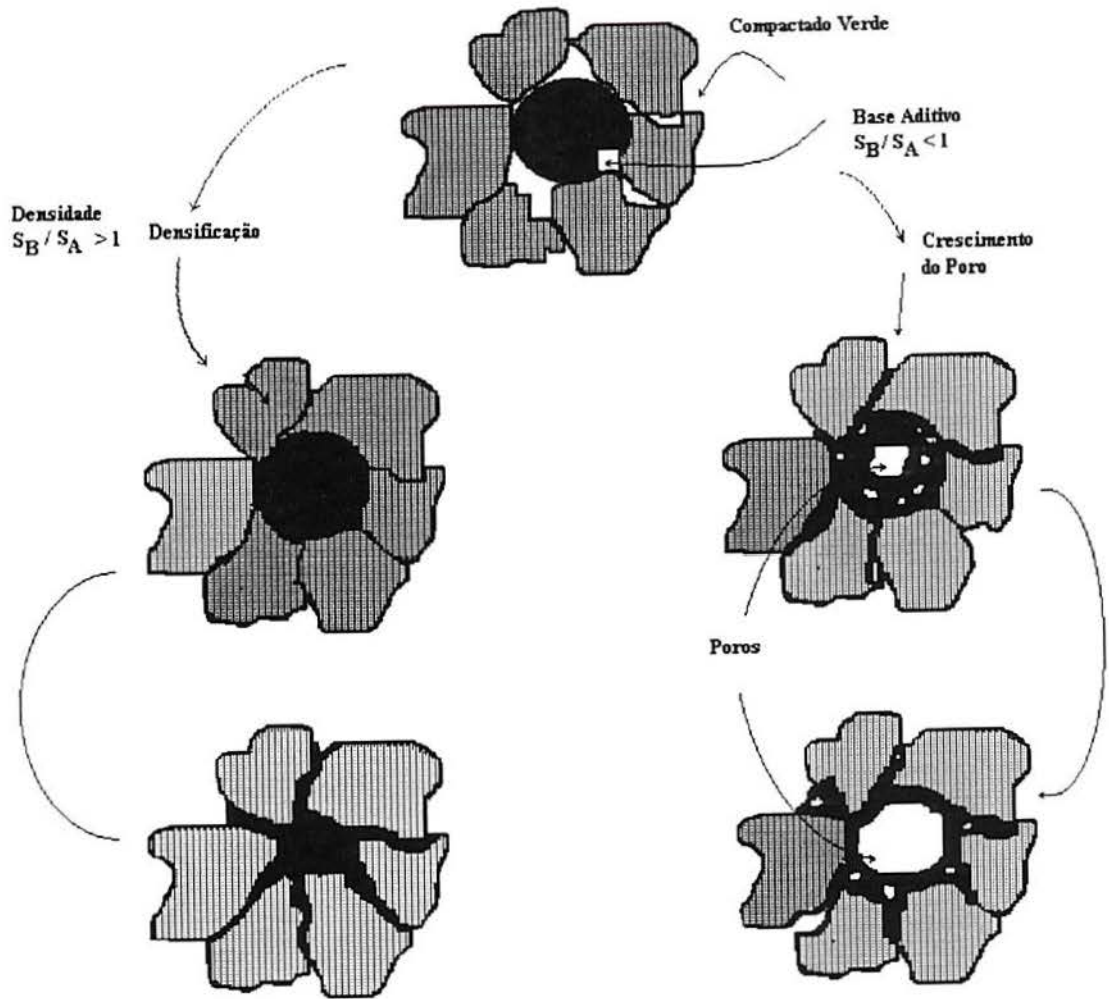 Compactado Verde
Base Aditivo
S_B / S_A < 1
Densidade
S_B / S_A > 1
Densificação
Crescimento
do Poro
Poros